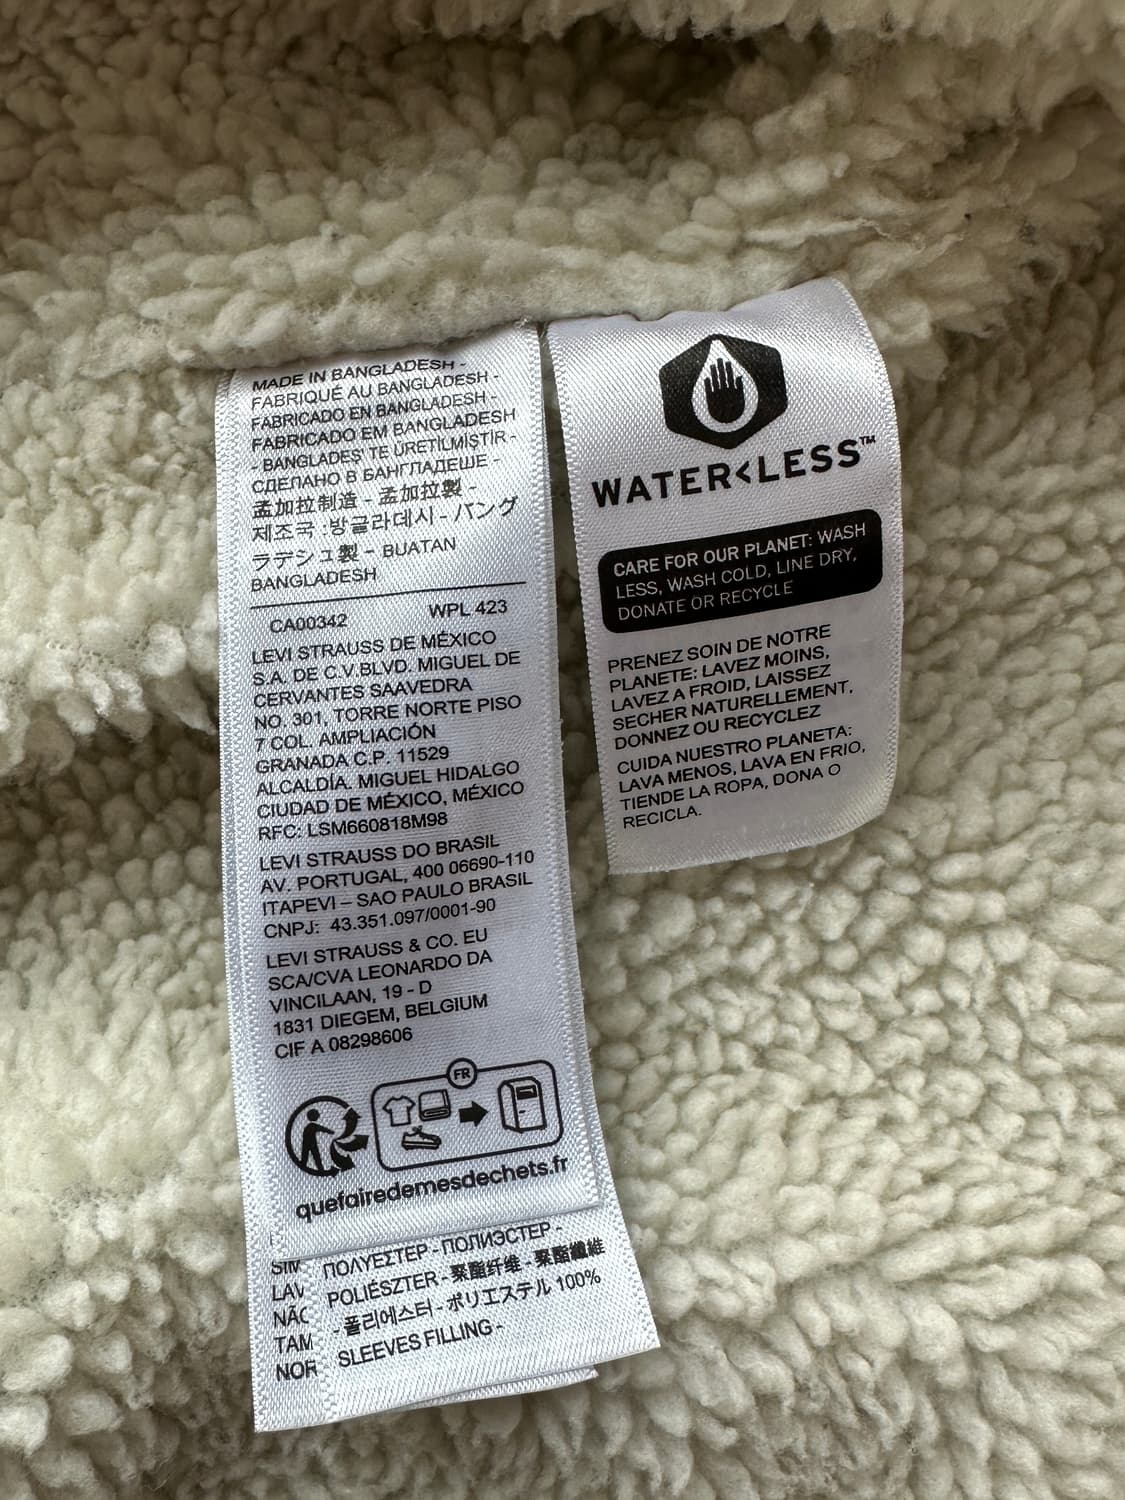 MADE IN BANGLADESH -
FABRIQUÉ AU BANGLADESH -
FABRICADO EN BANGLADESH -
FABRICADO EM BANGLADESH
- BANGLADEŞ' TE ÜRETİLMİŞTİR -
СДЕЛАНО В БАНГЛАДЕШЕ -
孟加拉制造 - 孟加拉製 -
제조국 :방글라데시 - バング
ラデシュ製 - BUATAN
BANGLADESH
CA00342 WPL 423
LEVI STRAUSS DE MÉXICO
S.A. DE C.V.BLVD. MIGUEL DE
CERVANTES SAAVEDRA
NO. 301, TORRE NORTE PISO
7 COL. AMPLIACIÓN
GRANADA C.P. 11529
ALCALDÍA. MIGUEL HIDALGO
CIUDAD DE MÉXICO, MÉXICO
RFC: LSM660818M98
LEVI STRAUSS DO BRASIL
AV. PORTUGAL, 400 06690-110
ITAPEVI – SAO PAULO BRASIL
CNPJ: 43.351.097/0001-90
LEVI STRAUSS & CO. EU
SCA/CVA LEONARDO DA
VINCILAAN, 19 - D
1831 DIEGEM, BELGIUM
CIF A 08298606
FR
quefairedemesdechets.fr
SIM
LAV
NÃO
TAM
NOR
ΠΟΛΥΕΣΤΕΡ - ПОЛИЭСТЕР -
POLIÉSZTER - 聚酯纤维 - 聚酯纖維
- 폴리에스터 - ポリエステル 100%
SLEEVES FILLING -
WATER<LESS™
CARE FOR OUR PLANET: WASH
LESS, WASH COLD, LINE DRY,
DONATE OR RECYCLE
PRENEZ SOIN DE NOTRE
PLANETE: LAVEZ MOINS,
LAVEZ A FROID, LAISSEZ
SECHER NATURELLEMENT,
DONNEZ OU RECYCLEZ
CUIDA NUESTRO PLANETA:
LAVA MENOS, LAVA EN FRIO,
TIENDE LA ROPA, DONA O
RECICLA.